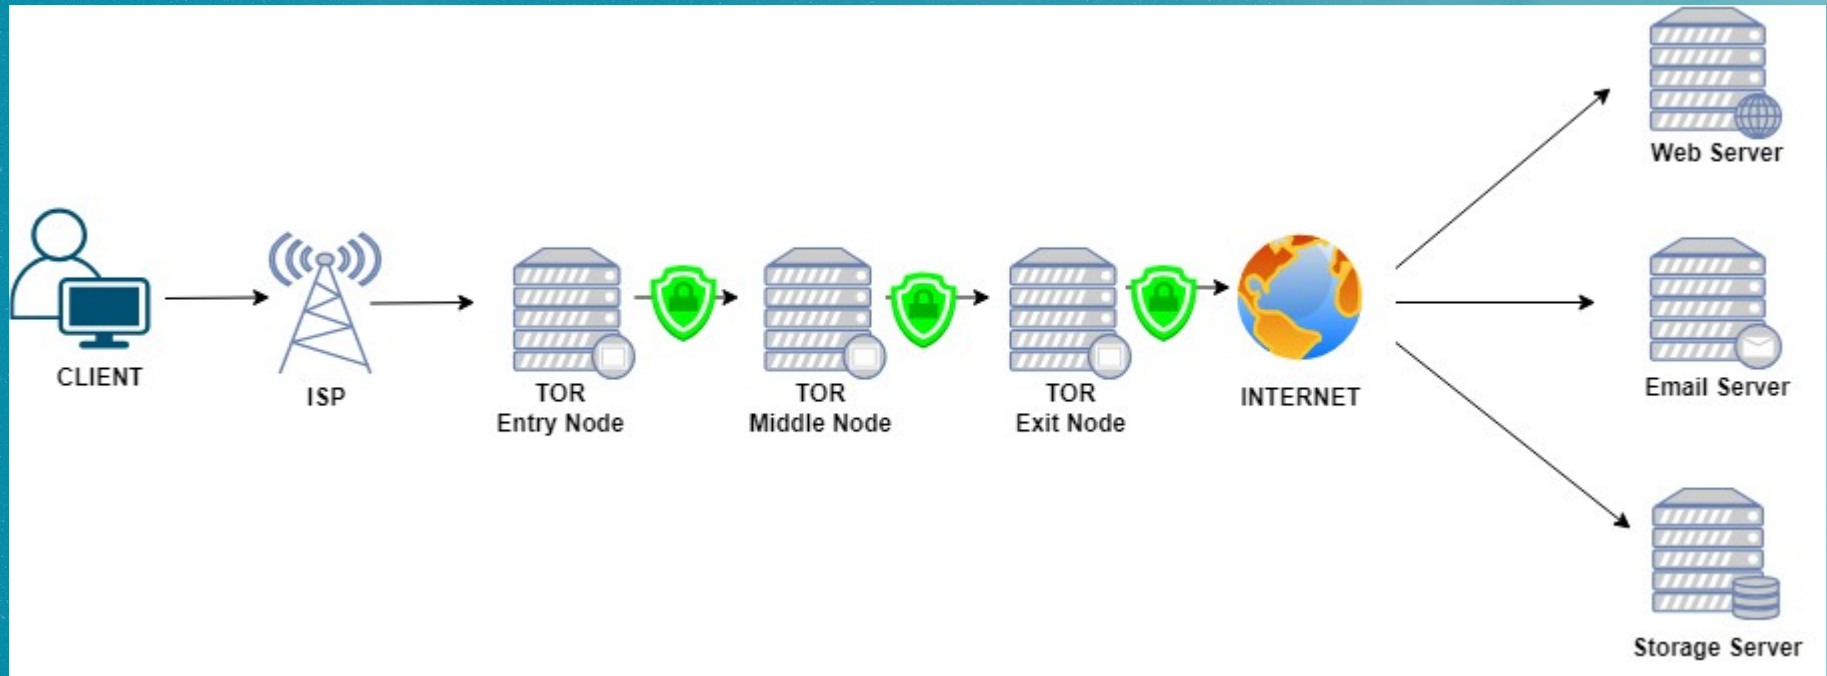 Web Server
CLIENT
ISP
TOR
Entry Node
TOR
Middle Node
TOR
Exit Node
INTERNET
Email Server
Storage Server